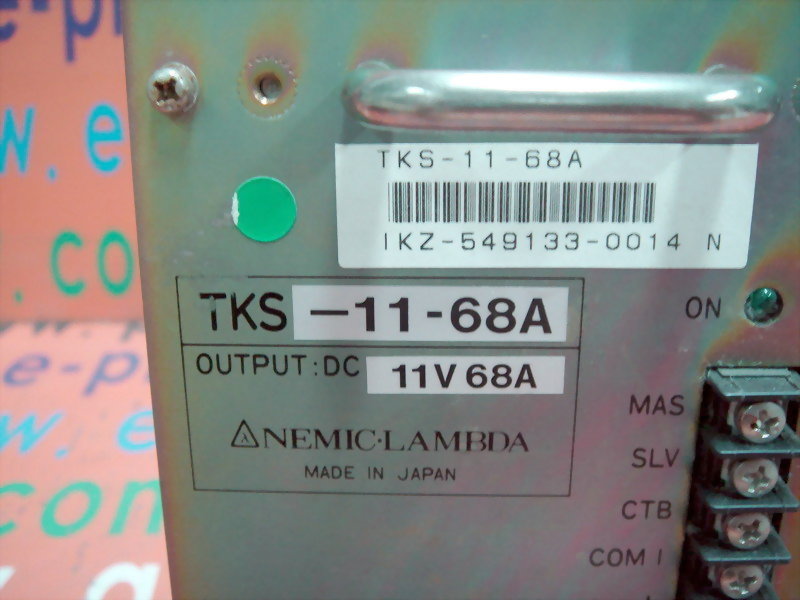 TKS-11-68A
IKZ-549133-0014 N
TKS -11-68A
OUTPUT:DC 11V 68A
NEMIC·LAMBDA
MADE IN JAPAN
ON
MAS
SLV
CTB
COM I